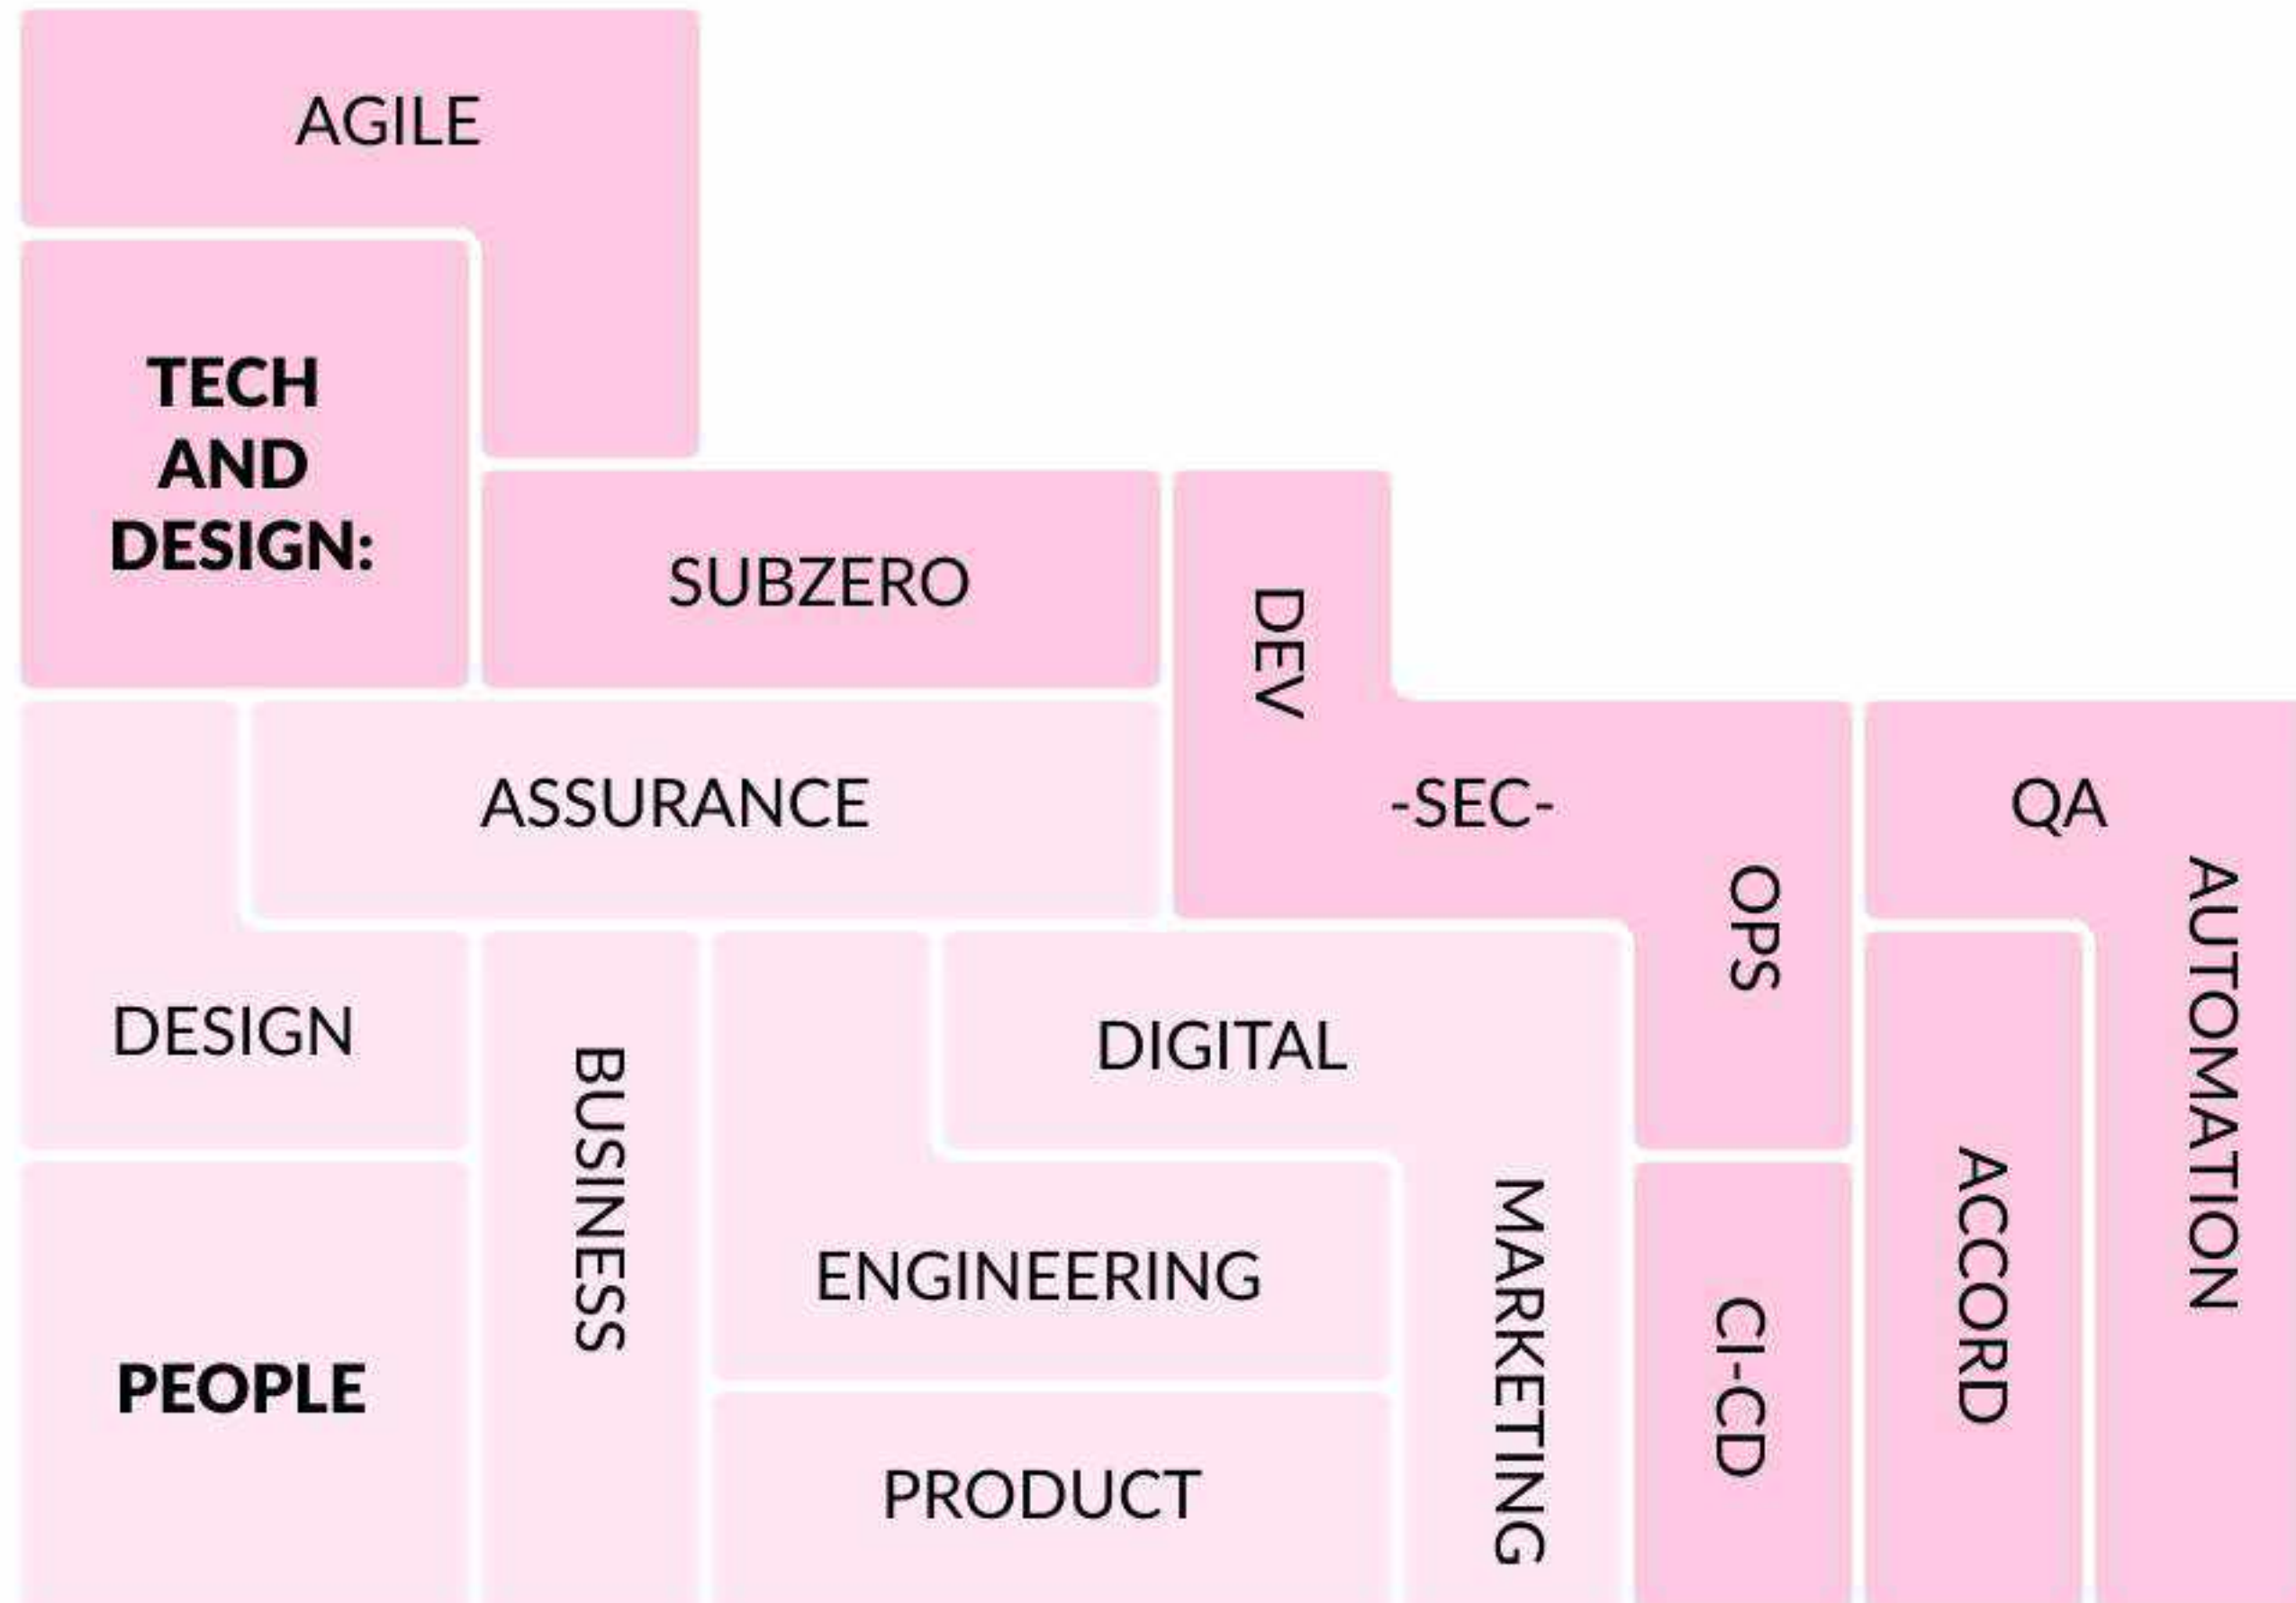 AGILE
TECH
AND
DESIGN:
SUBZERO
DEV
-SEC-
OPS
QA
AUTOMATION
ASSURANCE
DESIGN
BUSINESS
DIGITAL
MARKETING
ENGINEERING
PRODUCT
PEOPLE
CI-CD
ACCORD